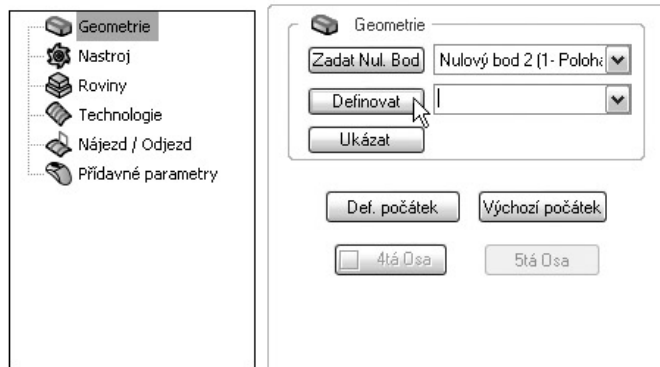 Geometrie
Nastroj
Roviny
Technologie
Nájezd / Odjezd
Přídavné parametry
Geometrie
Zadat Nul. Bod
Nulový bod 2 (1- Poloha
Definovat
Ukázat
Def. počátek
Výchozí počátek
4tá Osa
5tá Osa